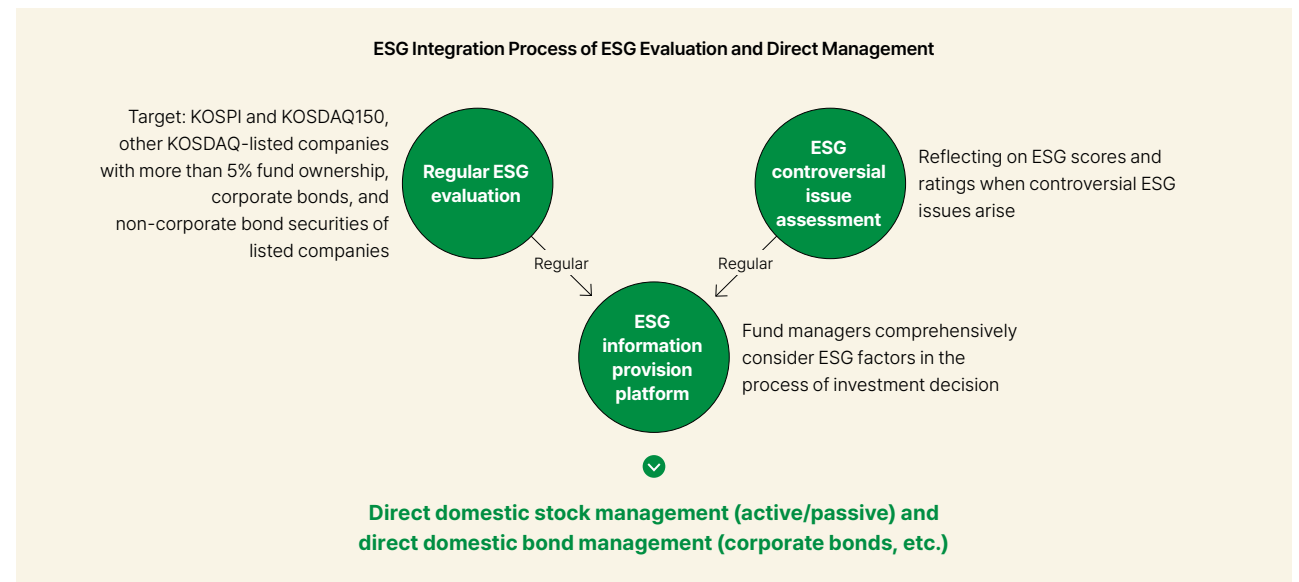 ESG Integration Process of ESG Evaluation and Direct Management
Target: KOSPI and KOSDAQ150,
other KOSDAQ-listed companies
with more than 5% fund ownership,
corporate bonds, and
non-corporate bond securities of
listed companies
Regular ESG
evaluation
ESG
controversial
issue
assessment
Reflecting on ESG scores and
ratings when controversial ESG
issues arise
Regular
Regular
ESG
information
provision
platform
Fund managers comprehensively
consider ESG factors in the
process of investment decision
Direct domestic stock management (active/passive) and
direct domestic bond management (corporate bonds, etc.)